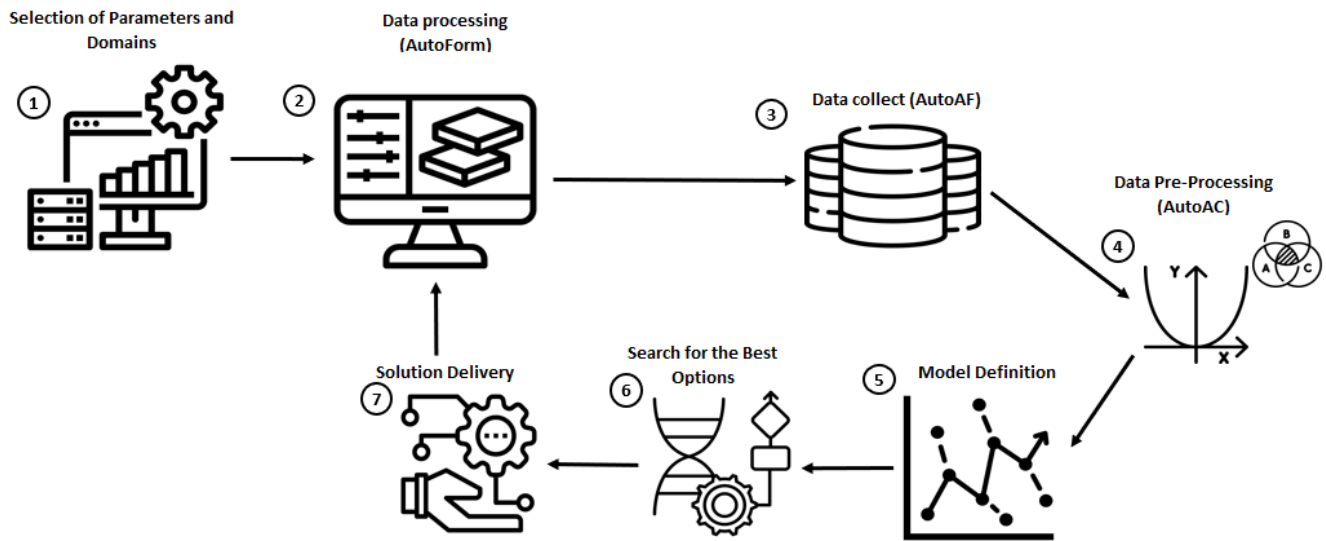 Selection of Parameters and
Domains
1
Data processing
(AutoForm)
2
Data collect (AutoAF)
3
Data Pre-Processing
(AutoAC)
4
B
A
C
Y
X
Model Definition
5
Search for the Best
Options
6
Solution Delivery
7